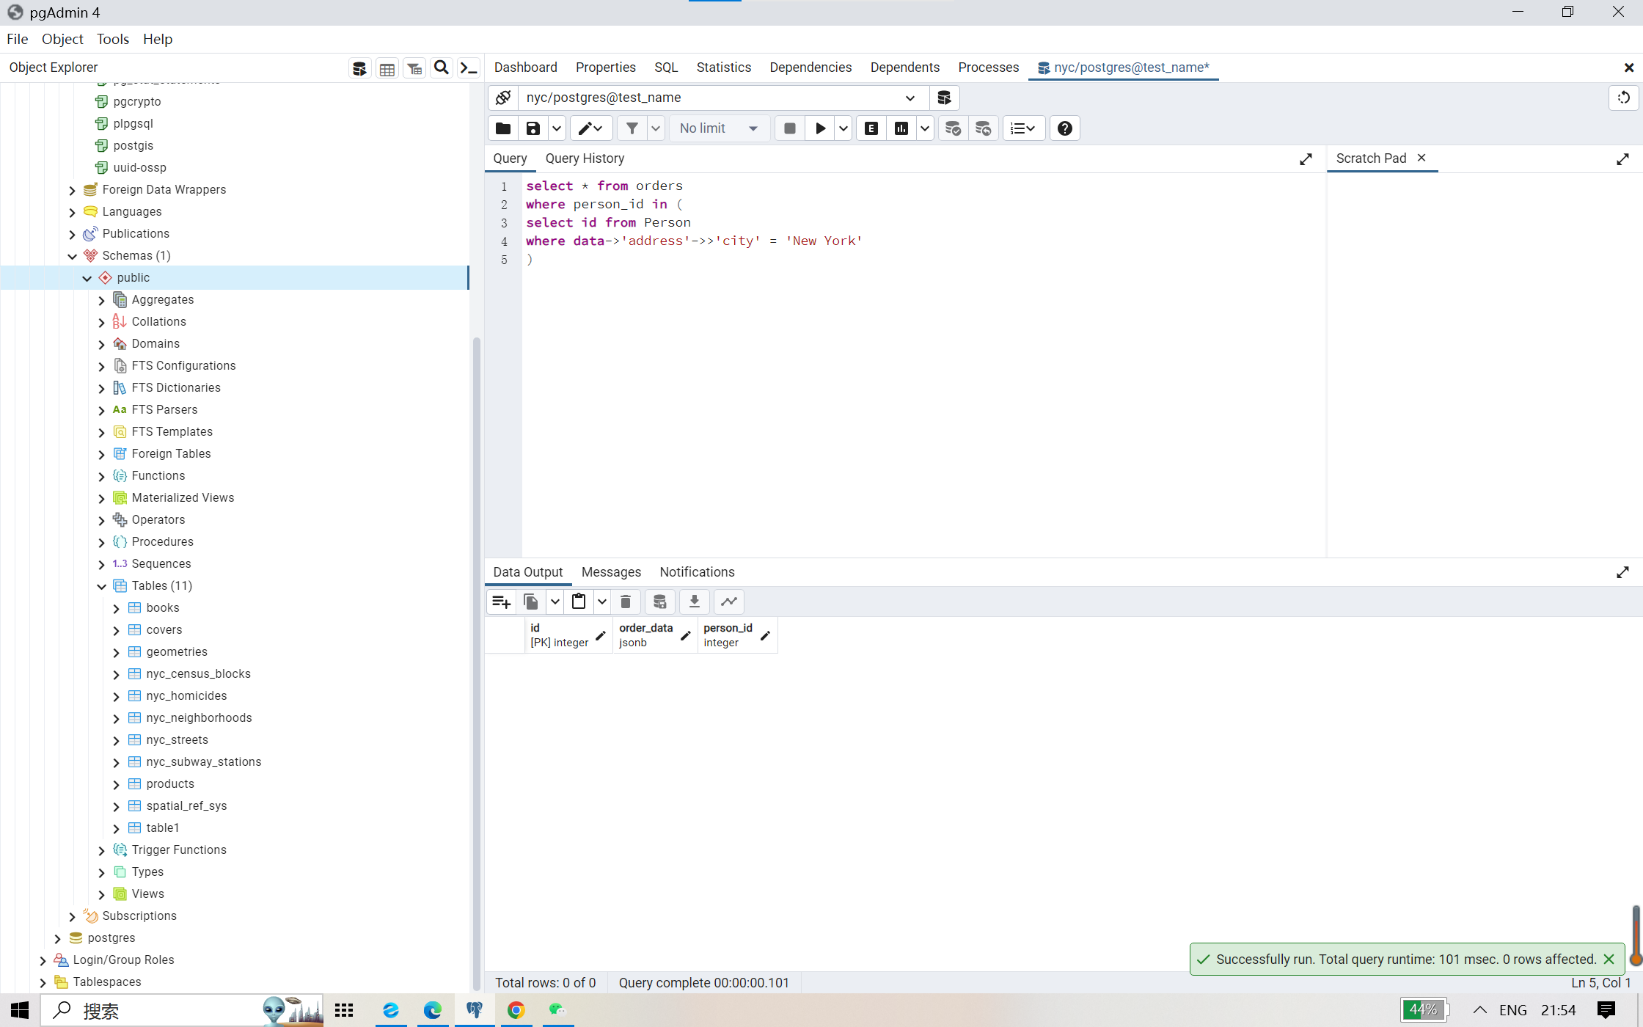 pgAdmin 4
File Object Tools Help
Object Explorer
Dashboard Properties SQL Statistics Dependencies Dependents Processes nyc/postgres@test_name*
pgcrypto
plpgsql
postgis
uuid-ossp
Foreign Data Wrappers
Languages
Publications
Schemas (1)
public
Aggregates
Collations
Domains
FTS Configurations
FTS Dictionaries
Aa FTS Parsers
FTS Templates
Foreign Tables
Functions
Materialized Views
Operators
Procedures
1..3 Sequences
Tables (11)
books
covers
geometries
nyc_census_blocks
nyc_homicides
nyc_neighborhoods
nyc_streets
nyc_subway_stations
products
spatial_ref_sys
table1
Trigger Functions
Types
Views
Subscriptions
postgres
Login/Group Roles
Tablespaces
nyc/postgres@test_name
No limit
E
Query Query History
Scratch Pad
1 select * from orders
2 where person_id in (
3 select id from Person
4 where data->'address'->>'city' = 'New York'
5 )
Data Output Messages Notifications
id order_data person_id
[PK] integer jsonb integer
Successfully run. Total query runtime: 101 msec. 0 rows affected.
Total rows: 0 of 0 Query complete 00:00:00.101 Ln 5, Col 1
搜索
44% ENG 21:54